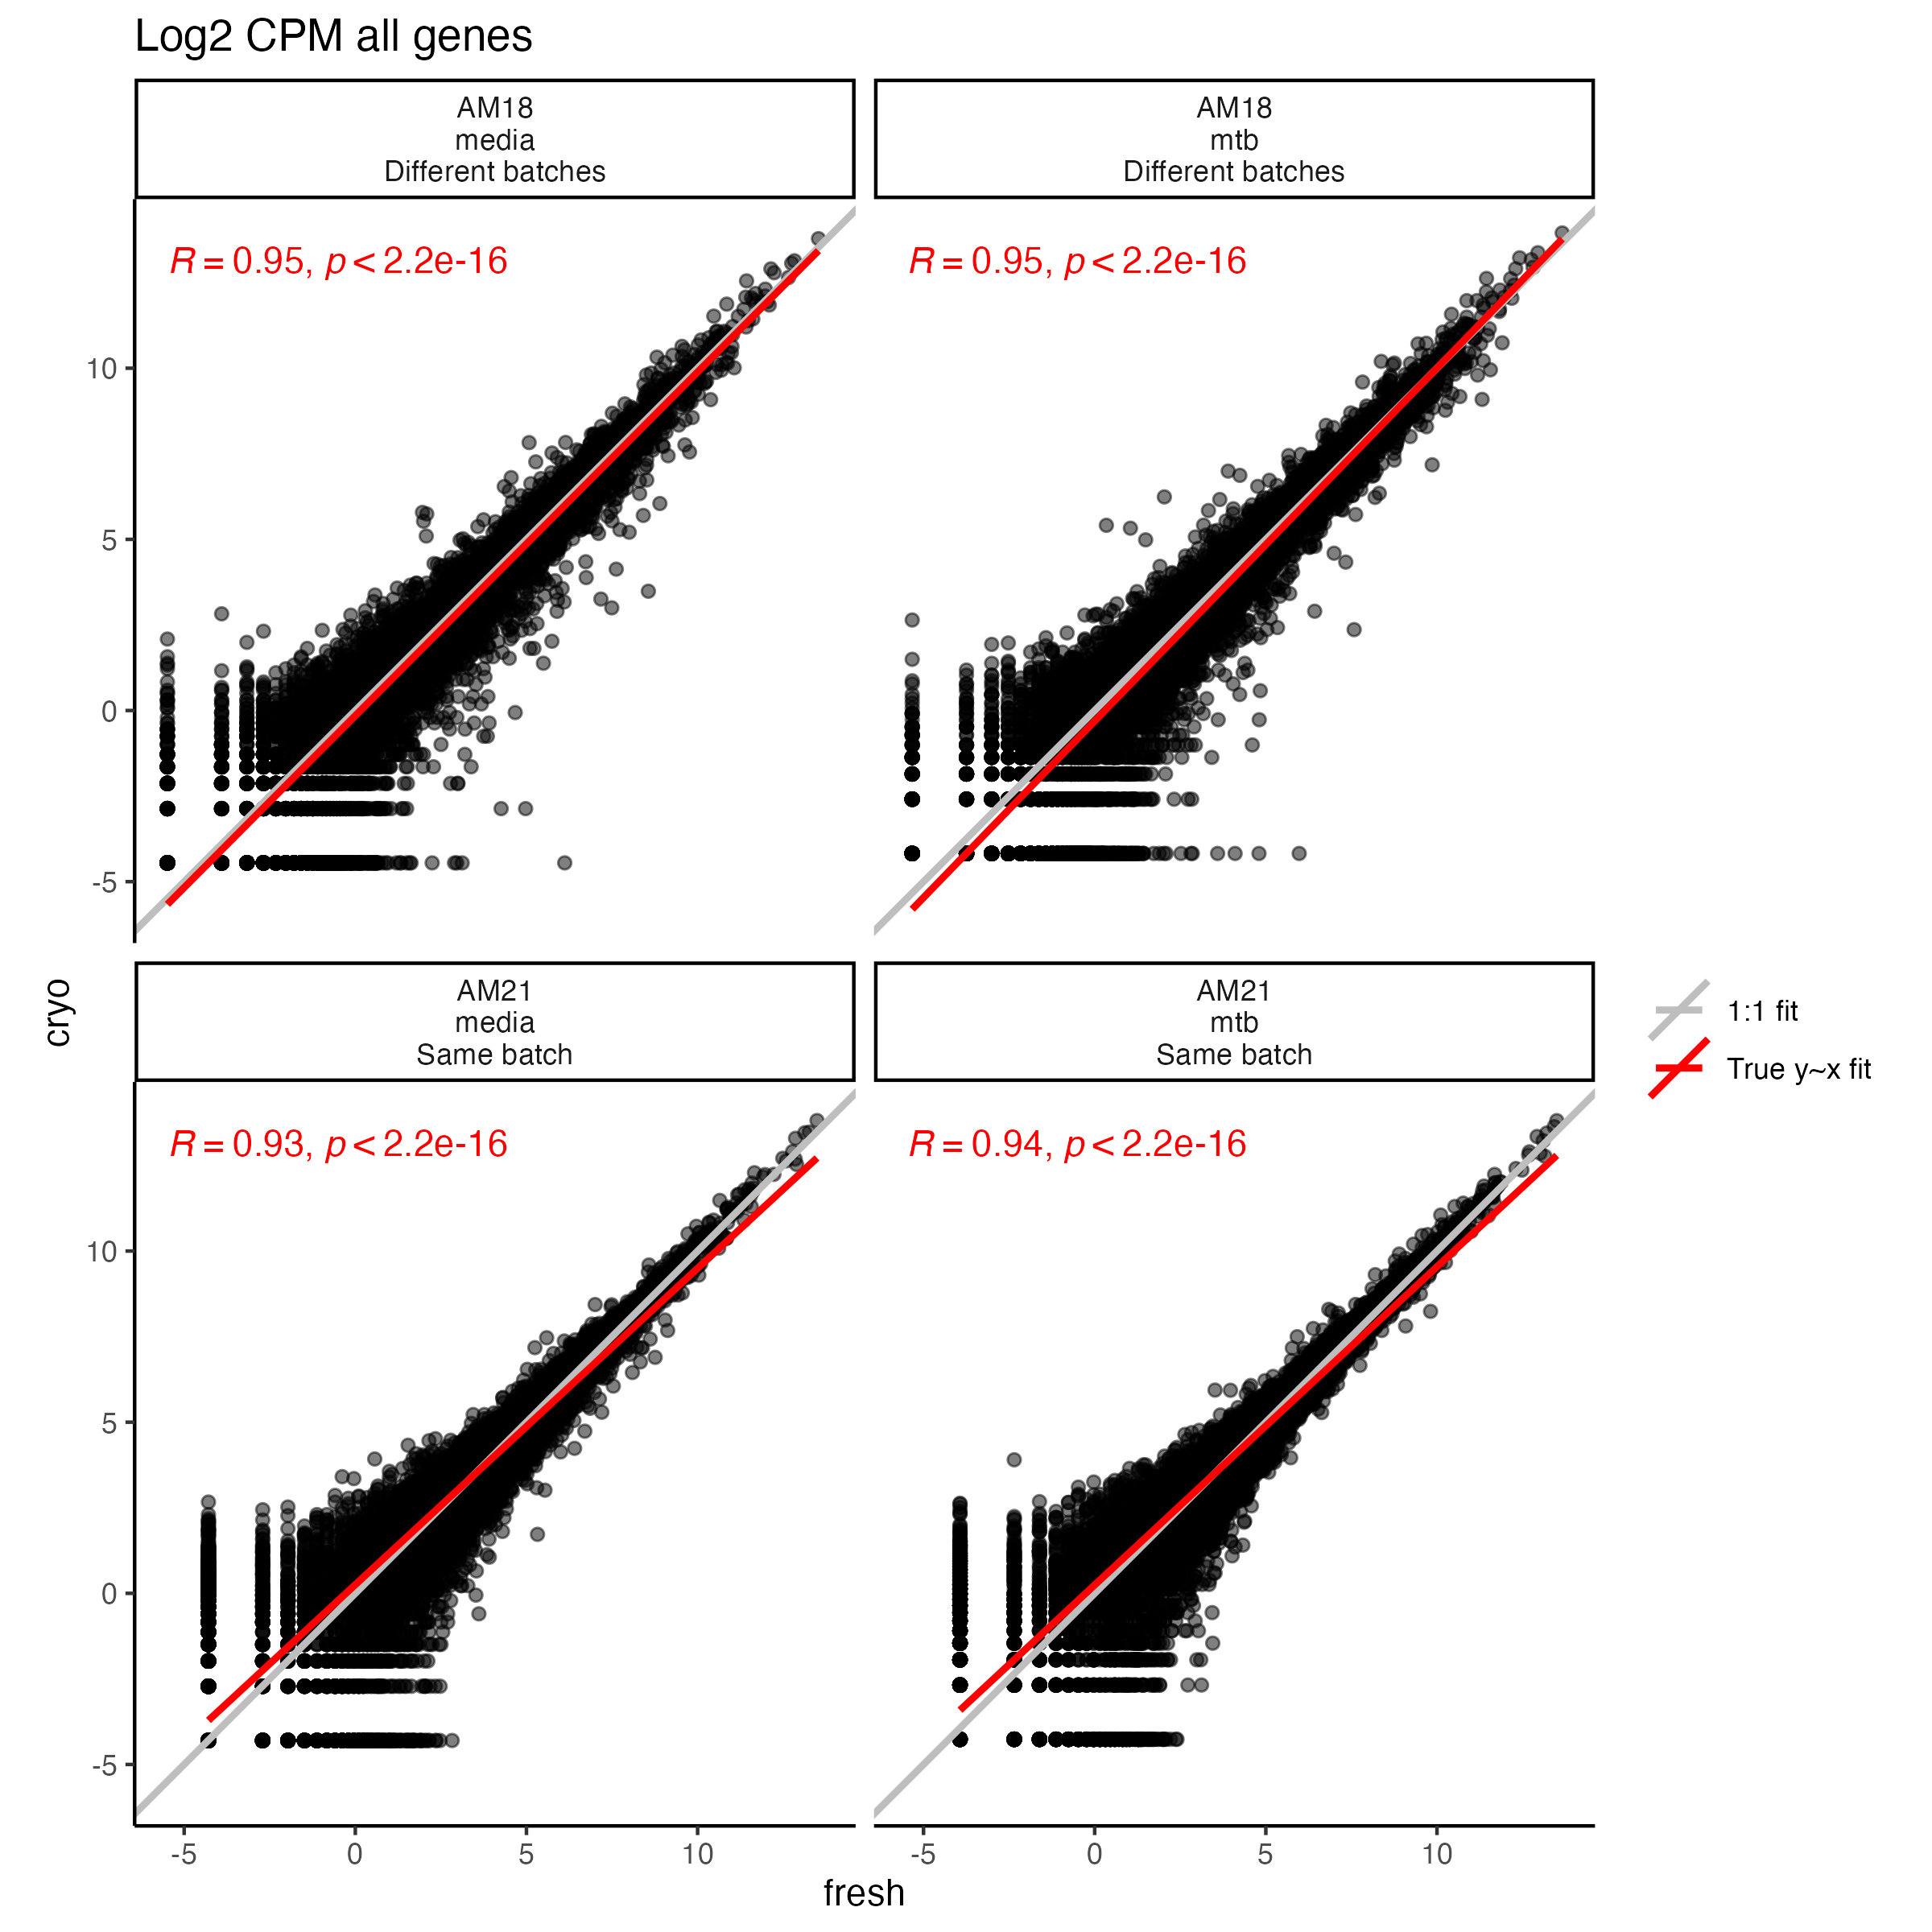 Log2 CPM all genes
AM18
media
Different batches
AM18
mtb
Different batches
R = 0.95, p < 2.2e-16
R = 0.95, p < 2.2e-16
10
5
0
-5
cryo
AM21
media
Same batch
AM21
mtb
Same batch
R = 0.93, p < 2.2e-16
R = 0.94, p < 2.2e-16
10
5
0
-5
-5 0 5 10
-5 0 5 10
fresh
1:1 fit
True y~x fit